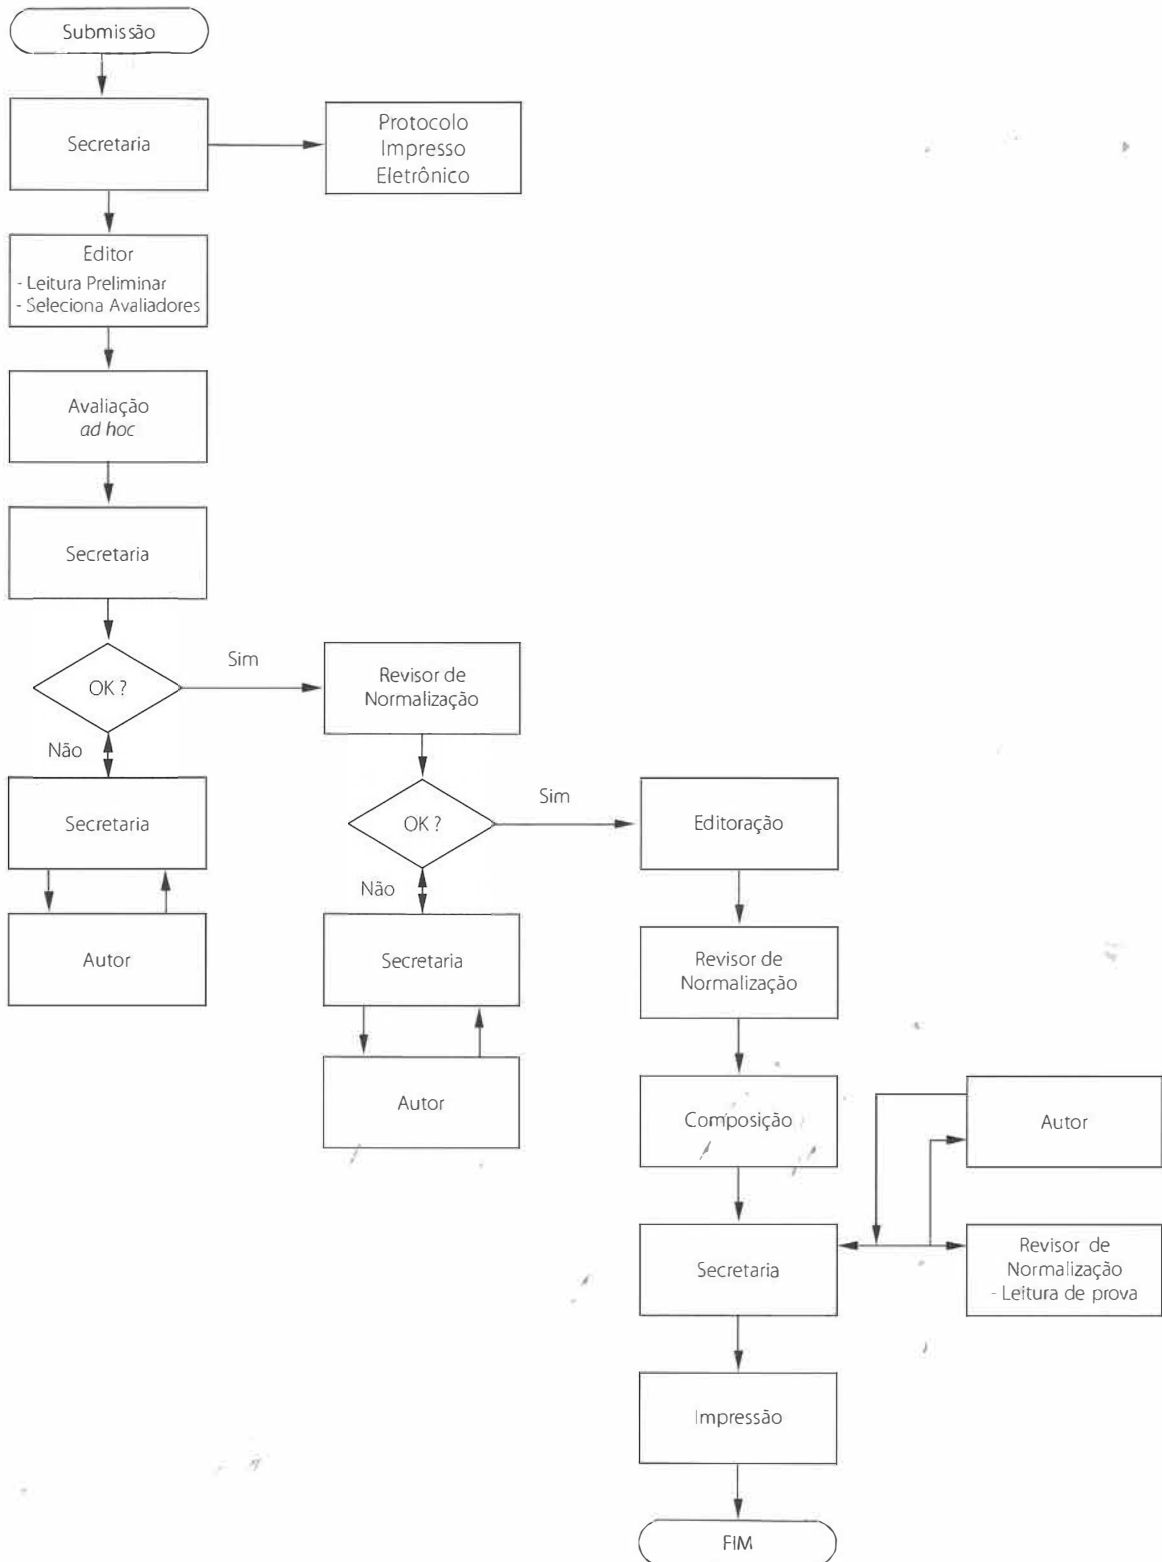 Submissão
Secretaria
Protocolo
Impresso
Eletrônico
Editor
- Leitura Preliminar
- Seleciona Avaliadores
Avaliação
ad hoc
Secretaria
OK ?
Sim
Não
Revisor de
Normalização
Secretaria
Autor
OK ?
Sim
Não
Secretaria
Autor
Editoração
Revisor de
Normalização
Composição
Autor
Secretaria
Revisor de
Normalização
- Leitura de prova
Impressão
FIM